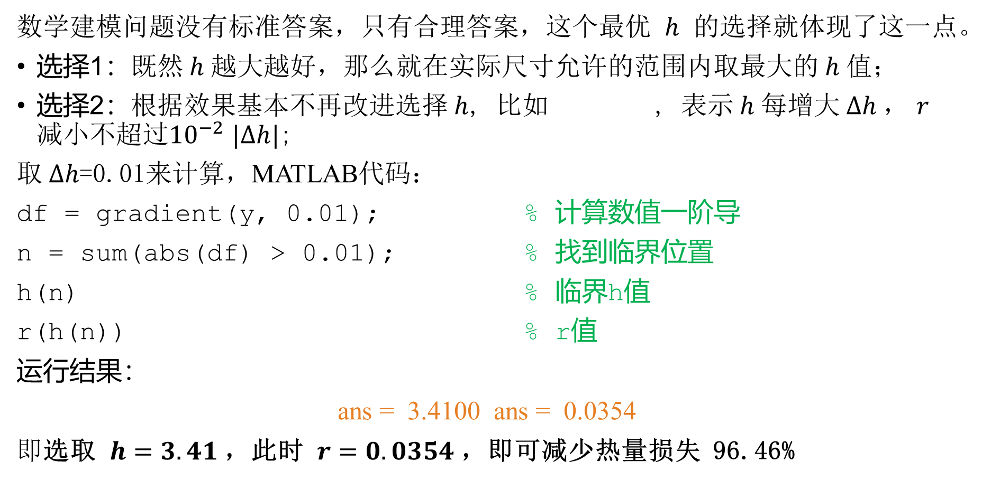 数学建模问题没有标准答案，只有合理答案，这个最优 h 的选择就体现了这一点。
• 选择1：既然 h 越大越好，那么就在实际尺寸允许的范围内取最大的 h 值；
• 选择2：根据效果基本不再改进选择 h, 比如 , 表示 h 每增大 Δh ， r
减小不超过10⁻² |Δh|;
取 Δh=0.01来计算，MATLAB代码：
df = gradient(y, 0.01); % 计算数值一阶导
n = sum(abs(df) > 0.01); % 找到临界位置
h(n) % 临界h值
r(h(n)) % r值
运行结果：
ans = 3.4100 ans = 0.0354
即选取 h = 3.41 ，此时 r = 0.0354 ，即可减少热量损失 96.46%